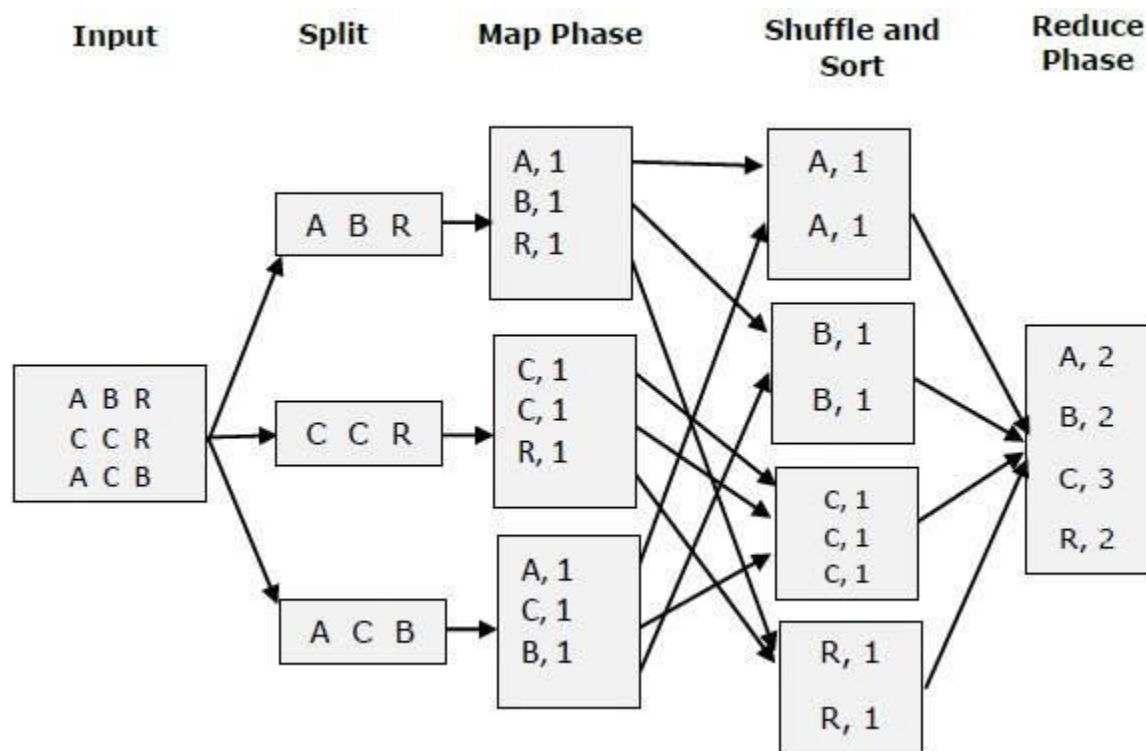 Input
Split
Map Phase
Shuffle and
Sort
Reduce
Phase
A B R
C C R
A C B
A B R
C C R
A C B
A, 1
B, 1
R, 1
C, 1
C, 1
R, 1
A, 1
C, 1
B, 1
A, 1
A, 1
B, 1
B, 1
C, 1
C, 1
C, 1
R, 1
R, 1
A, 2
B, 2
C, 3
R, 2